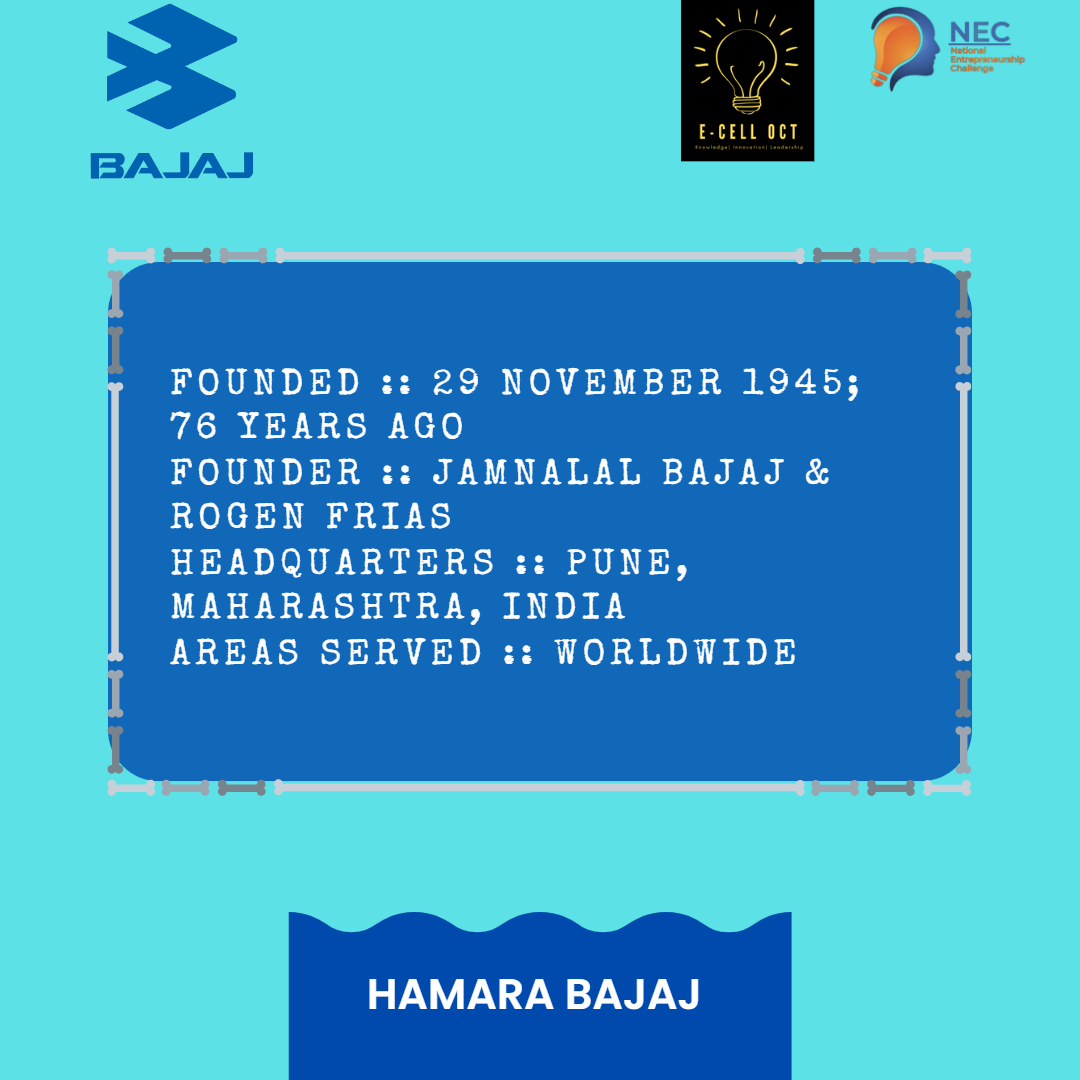 BAJAJ
E-CELL OCT
Knowledge| Innovation| Leadership
NEC
National
Entrepreneurship
Challenge
FOUNDED :: 29 NOVEMBER 1945;
76 YEARS AGO
FOUNDER :: JAMNALAL BAJAJ &
ROGEN FRIAS
HEADQUARTERS :: PUNE,
MAHARASHTRA, INDIA
AREAS SERVED :: WORLDWIDE
HAMARA BAJAJ